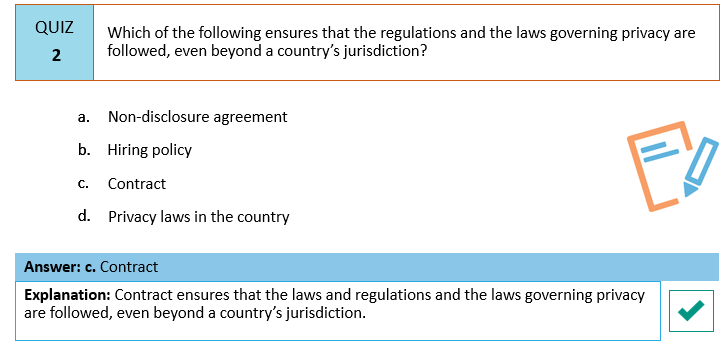 QUIZ
2
Which of the following ensures that the regulations and the laws governing privacy are
followed, even beyond a country’s jurisdiction?
a. Non-disclosure agreement
b. Hiring policy
c. Contract
d. Privacy laws in the country
Answer: c. Contract
Explanation: Contract ensures that the laws and regulations and the laws governing privacy
are followed, even beyond a country’s jurisdiction.